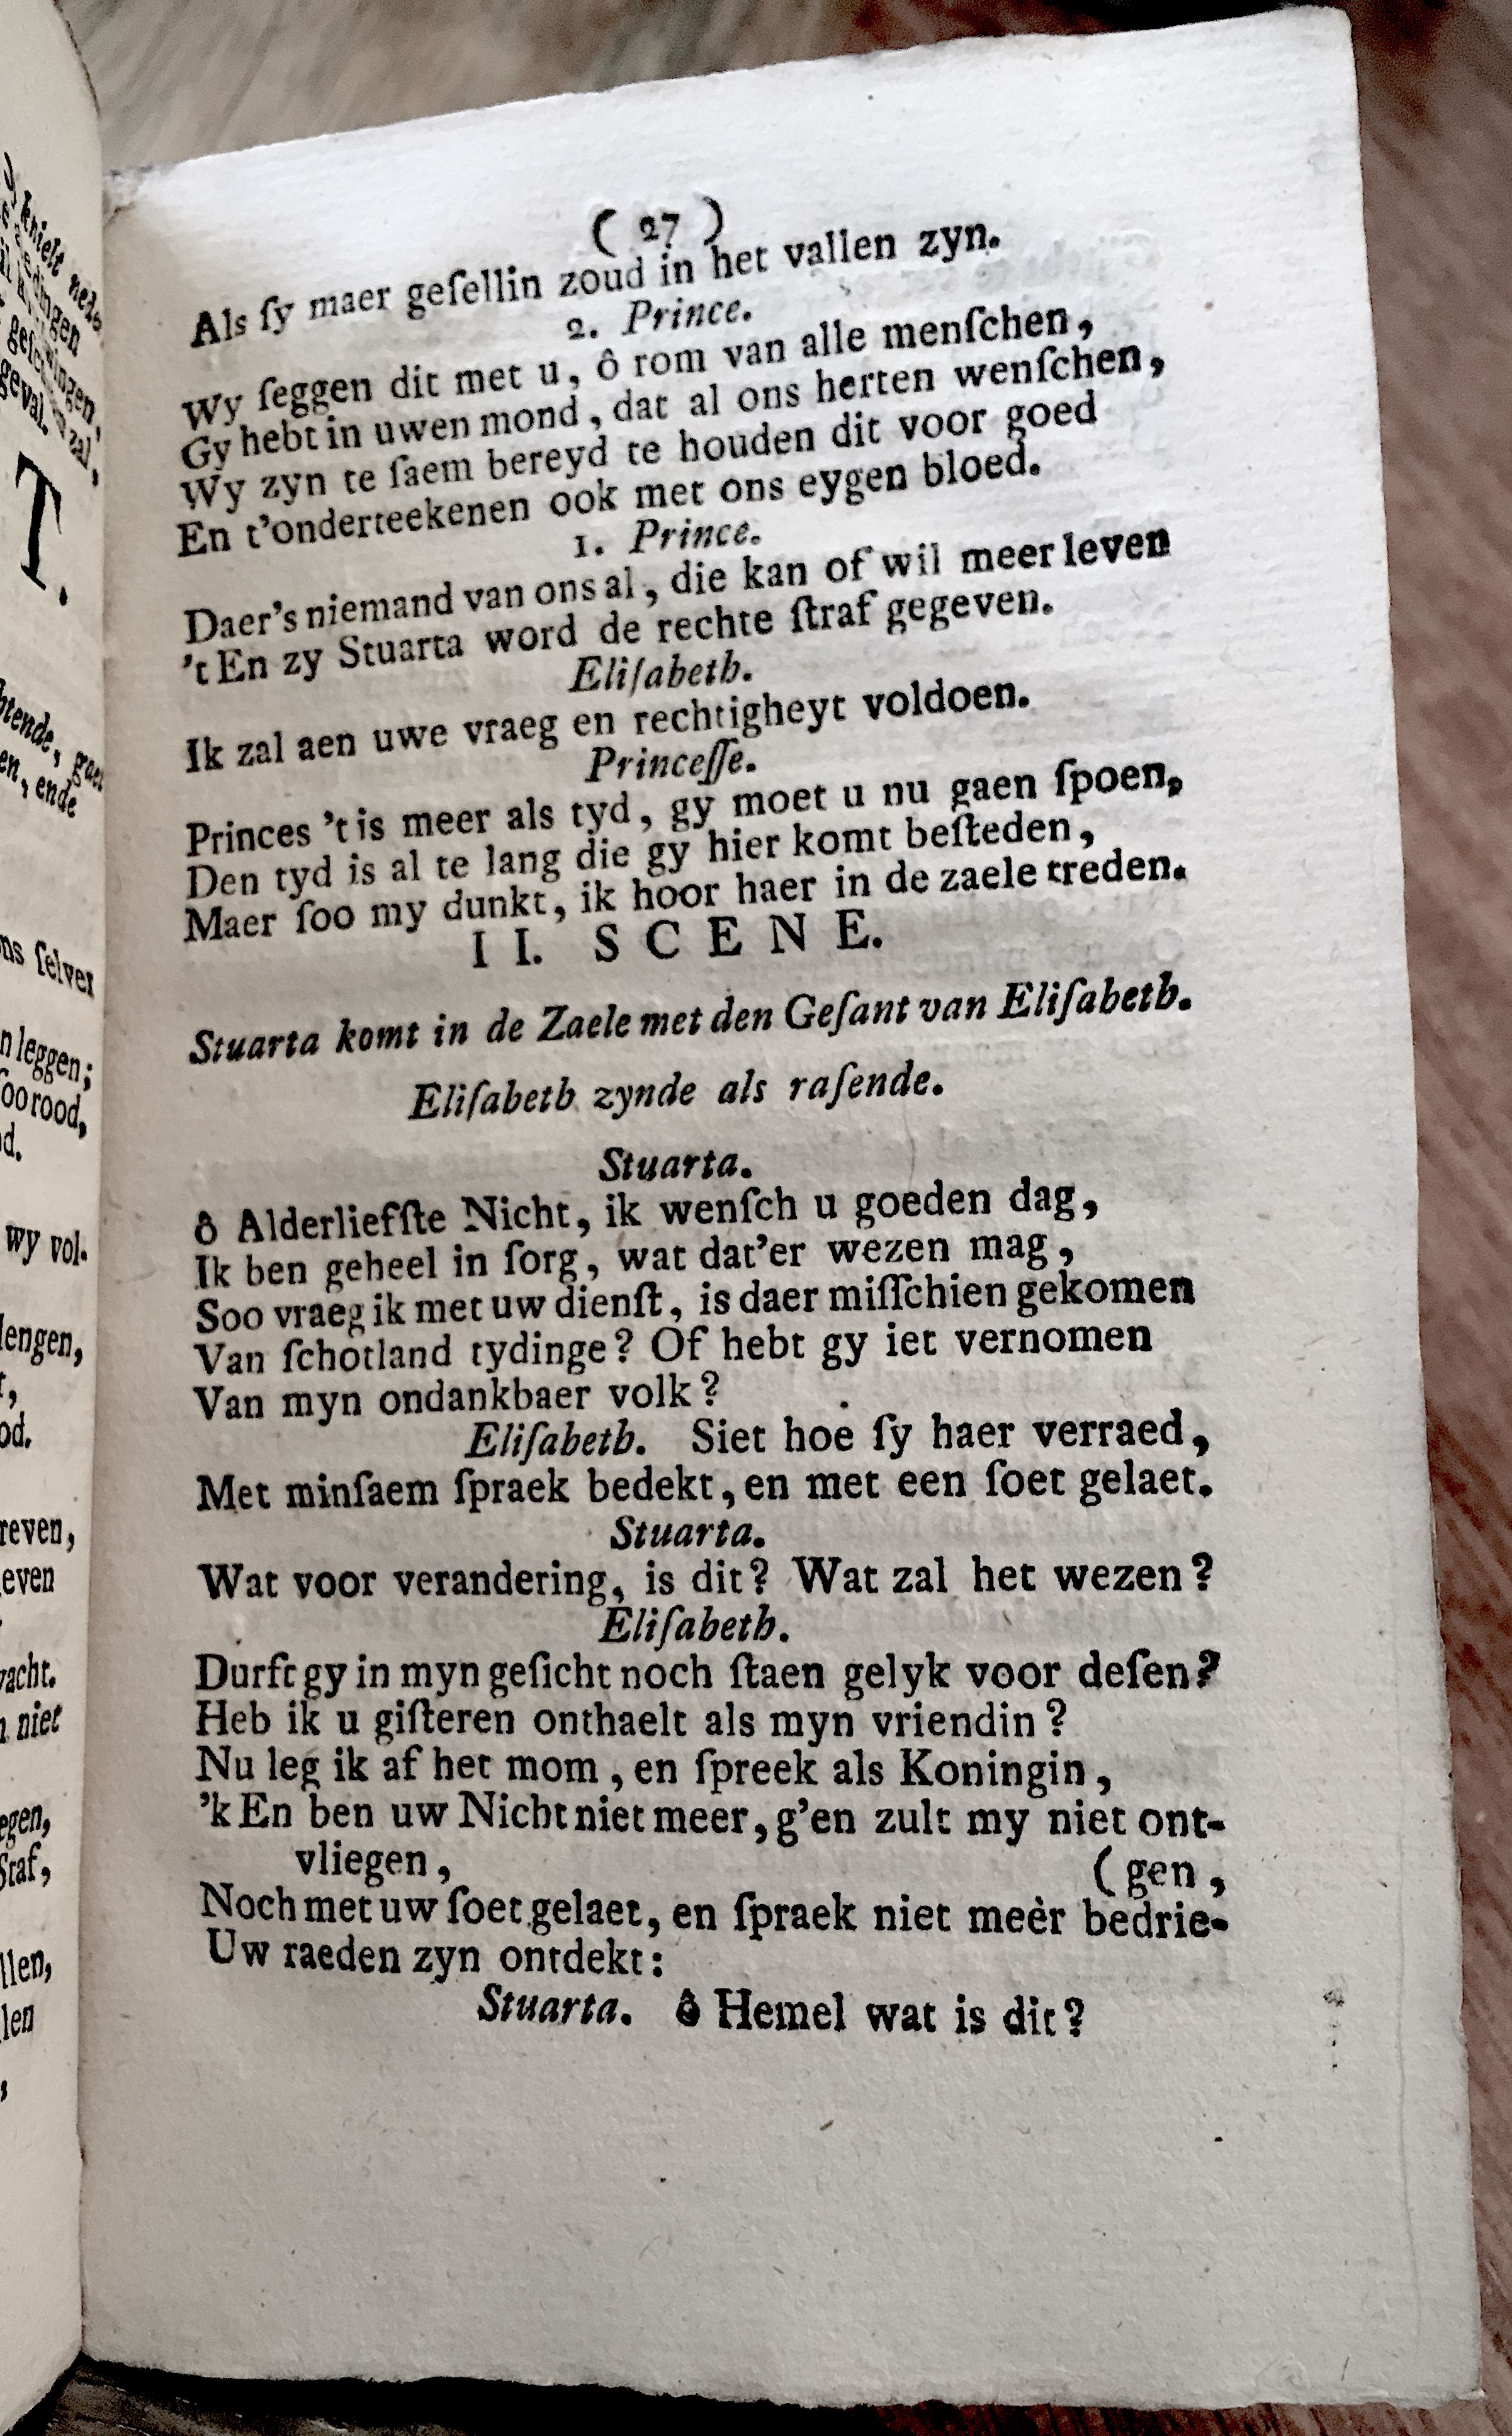 ( 27 )
Als ſy maer geſellin zoud in het vallen zyn.
2. Prince.
Wy ſeggen dit met u, ô rom van alle menſchen,
Gy hebt in uwen mond, dat al ons herten wenſchen,
Wy zyn te ſaem bereyd te houden dit voor goed
En t'onderteekenen ook met ons eygen bloed.
1. Prince.
Daer's niemand van ons al, die kan of wil meer leven
't En zy Stuarta word de rechte ſtraf gegeven.
Eliſabeth.
Ik zal aen uwe vraeg en rechtigheyt voldoen.
Princeſſe.
Princes 't is meer als tyd, gy moet u nu gaen ſpoen,
Den tyd is al te lang die gy hier komt beſteden,
Maer ſoo my dunkt, ik hoor haer in de zaele treden.
II. SCENE.
Stuarta komt in de Zaele met den Geſant van Eliſabeth.
Eliſabeth zynde als raſende.
Stuarta.
ô Alderliefſte Nicht, ik wenſch u goeden dag,
Ik ben geheel in ſorg, wat dat'er wezen mag,
Soo vraeg ik met uw dienſt, is daer miſſchien gekomen
Van ſchotland tydinge? Of hebt gy iet vernomen
Van myn ondankbaer volk?
Eliſabeth. Siet hoe ſy haer verraed,
Met minſaem ſpraek bedekt, en met een ſoet gelaet.
Stuarta.
Wat voor verandering, is dit? Wat zal het wezen?
Eliſabeth.
Durft gy in myn geſicht noch ſtaen gelyk voor deſen?
Heb ik u giſteren onthaelt als myn vriendin?
Nu leg ik af het mom, en ſpreek als Koningin,
'k En ben uw Nicht niet meer, g'en zult my niet ont-
vliegen, (gen,
Noch met uw ſoet gelaet, en ſpraek niet meèr bedrie-
Uw raeden zyn ontdekt:
Stuarta. ô Hemel wat is dit?